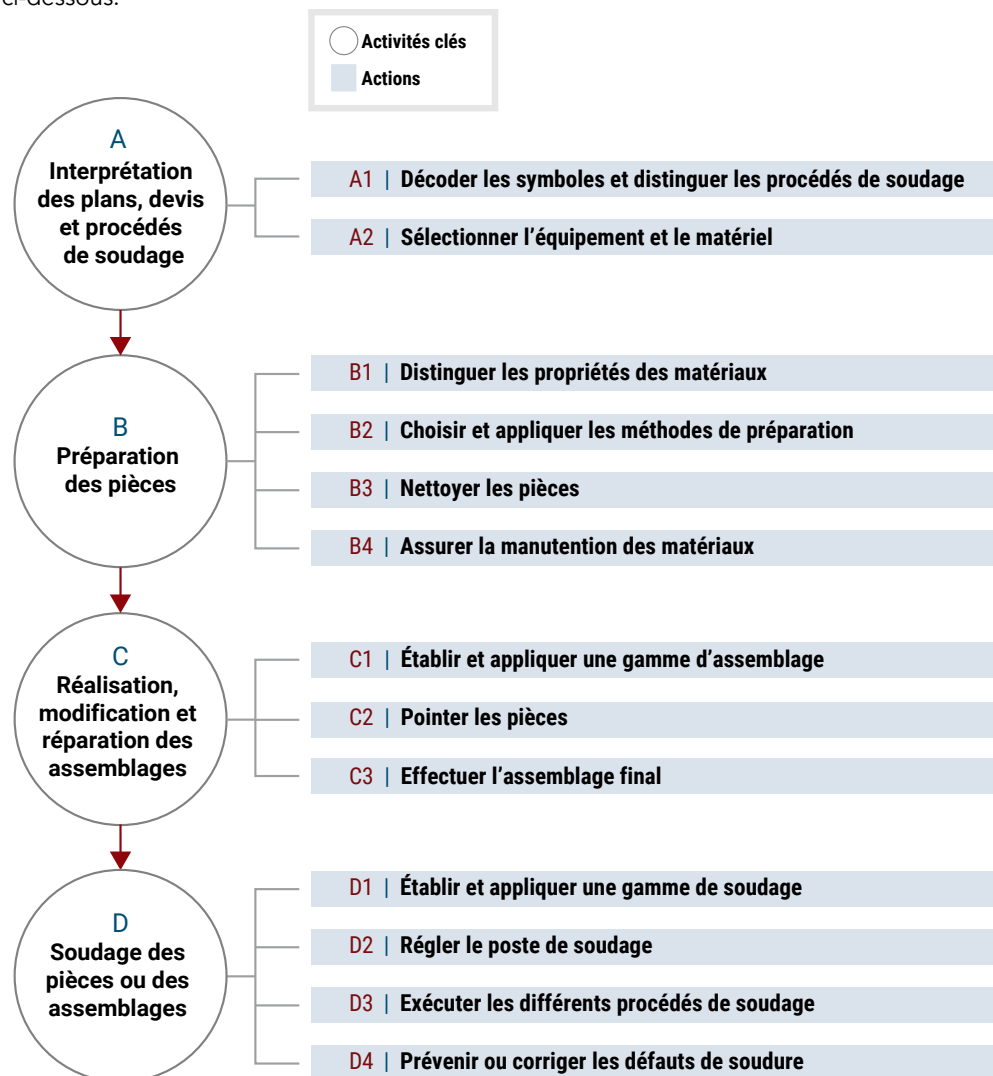 ci-dessous.
Activités clés
Actions
A
Interprétation
des plans, devis
et procédés
de soudage
A1 | Décoder les symboles et distinguer les procédés de soudage
A2 | Sélectionner l'équipement et le matériel
B
Préparation
des pièces
B1 | Distinguer les propriétés des matériaux
B2 | Choisir et appliquer les méthodes de préparation
B3 | Nettoyer les pièces
B4 | Assurer la manutention des matériaux
C
Réalisation,
modification et
réparation des
assemblages
C1 | Établir et appliquer une gamme d'assemblage
C2 | Pointer les pièces
C3 | Effectuer l'assemblage final
D
Soudage des
pièces ou des
assemblages
D1 | Établir et appliquer une gamme de soudage
D2 | Régler le poste de soudage
D3 | Exécuter les différents procédés de soudage
D4 | Prévenir ou corriger les défauts de soudure